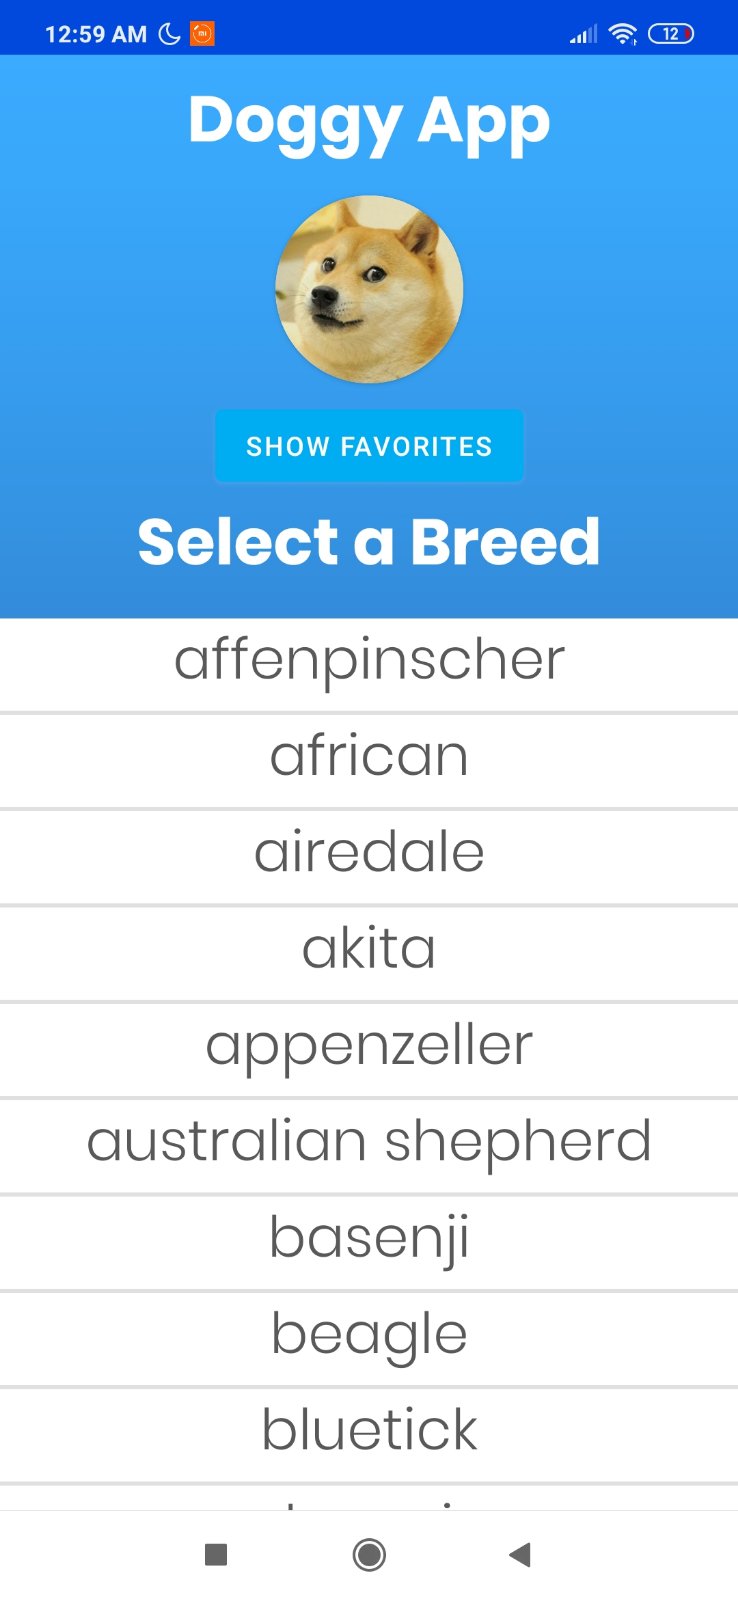 12:59 AM
12
Doggy App
SHOW FAVORITES
Select a Breed
affenpinscher
african
airedale
akita
appenzeller
australian shepherd
basenji
beagle
bluetick